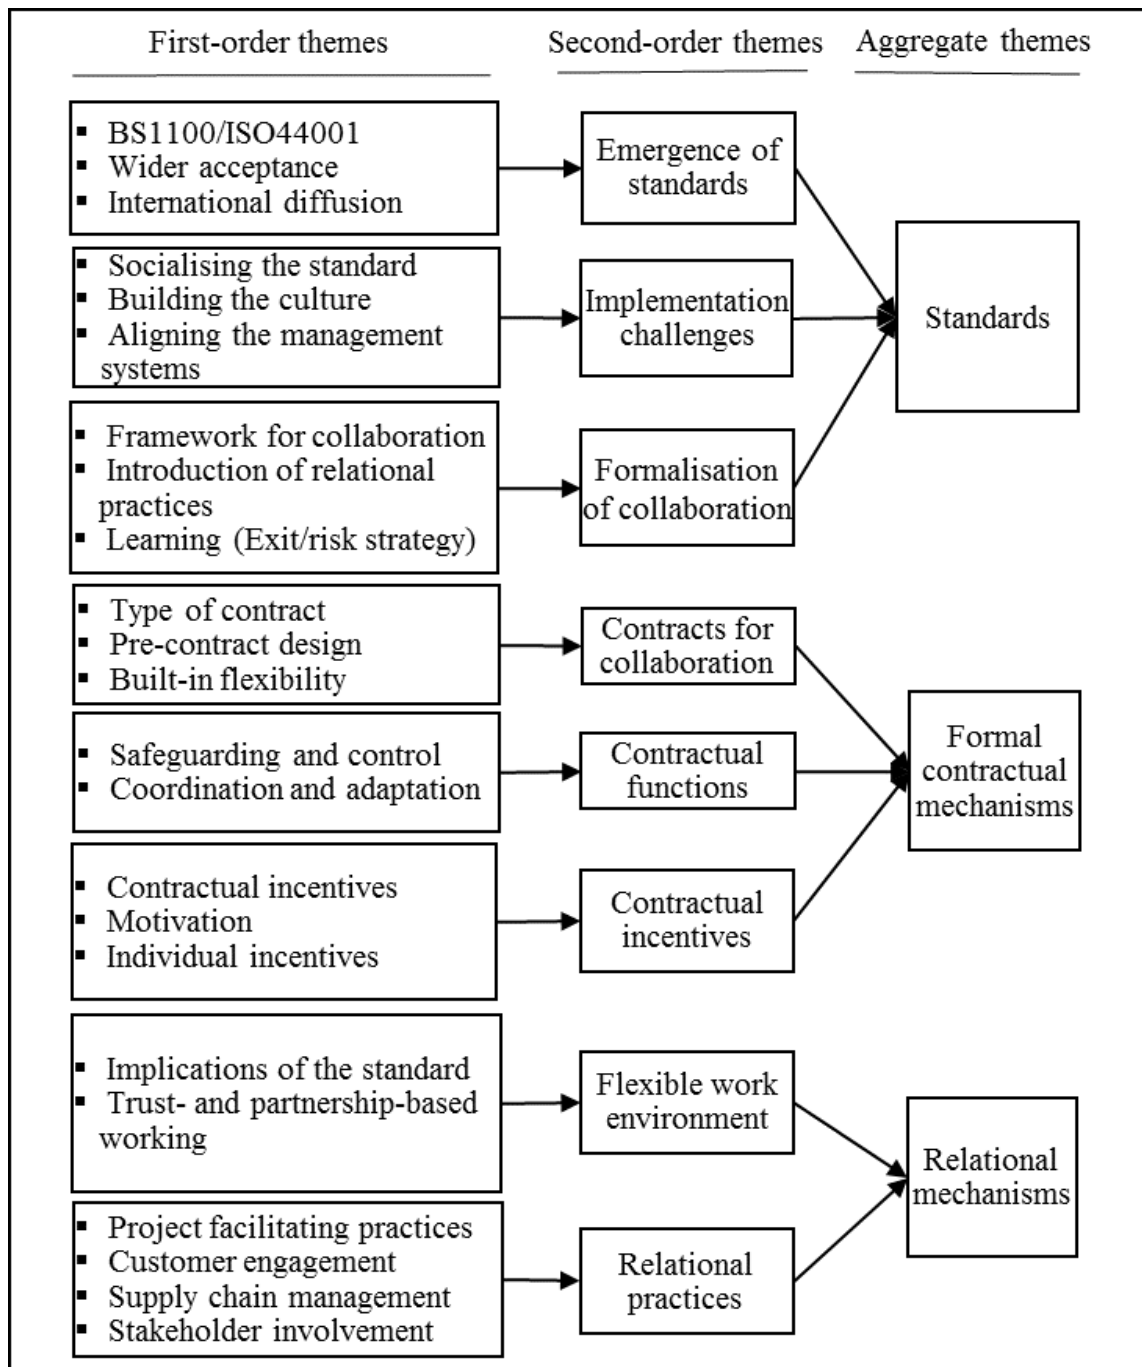 First-order themes
Second-order themes
Aggregate themes
▪ BS1100/ISO44001
▪ Wider acceptance
▪ International diffusion
Emergence of
standards
▪ Socialising the standard
▪ Building the culture
▪ Aligning the management
systems
Implementation
challenges
▪ Framework for collaboration
▪ Introduction of relational
practices
▪ Learning (Exit/risk strategy)
Formalisation
of collaboration
Standards
▪ Type of contract
▪ Pre-contract design
▪ Built-in flexibility
Contracts for
collaboration
▪ Safeguarding and control
▪ Coordination and adaptation
Contractual
functions
▪ Contractual incentives
▪ Motivation
▪ Individual incentives
Contractual
incentives
Formal
contractual
mechanisms
▪ Implications of the standard
▪ Trust- and partnership-based
working
Flexible work
environment
▪ Project facilitating practices
▪ Customer engagement
▪ Supply chain management
▪ Stakeholder involvement
Relational
practices
Relational
mechanisms